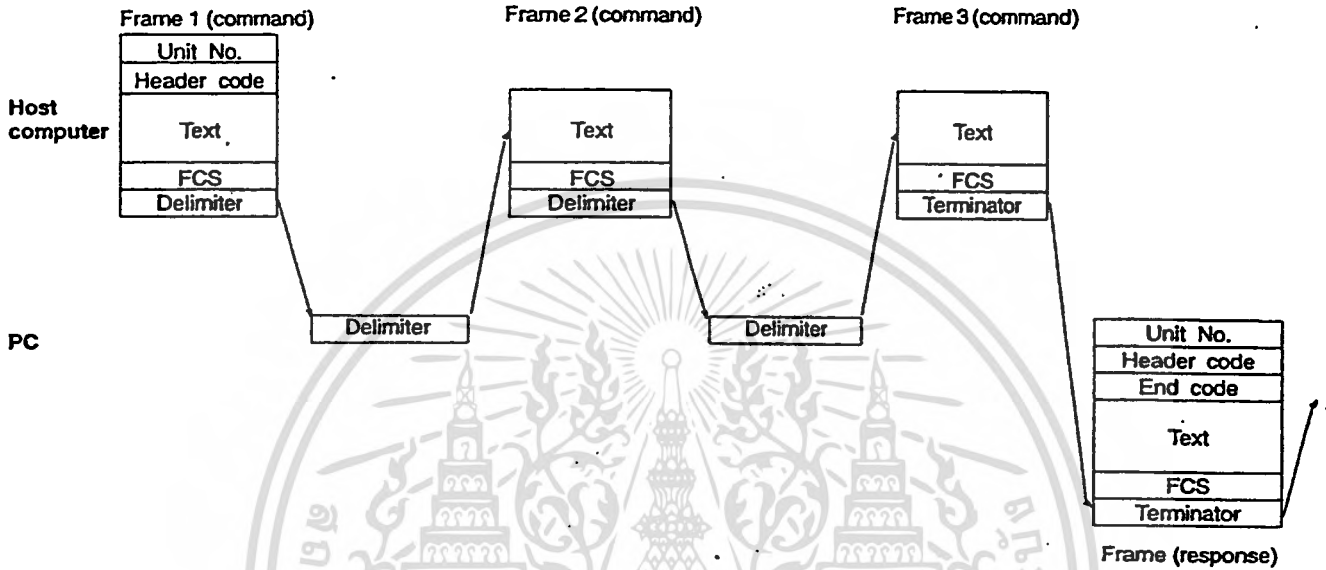 Frame 1 (command)
Unit No.
Header code
Text
FCS
Delimiter
Frame 2 (command)
Text
FCS
Delimiter
Frame 3 (command)
Text
FCS
Terminator
Host
computer
PC
Delimiter
Delimiter
Unit No.
Header code
End code
Text
FCS
Terminator
Frame (response)